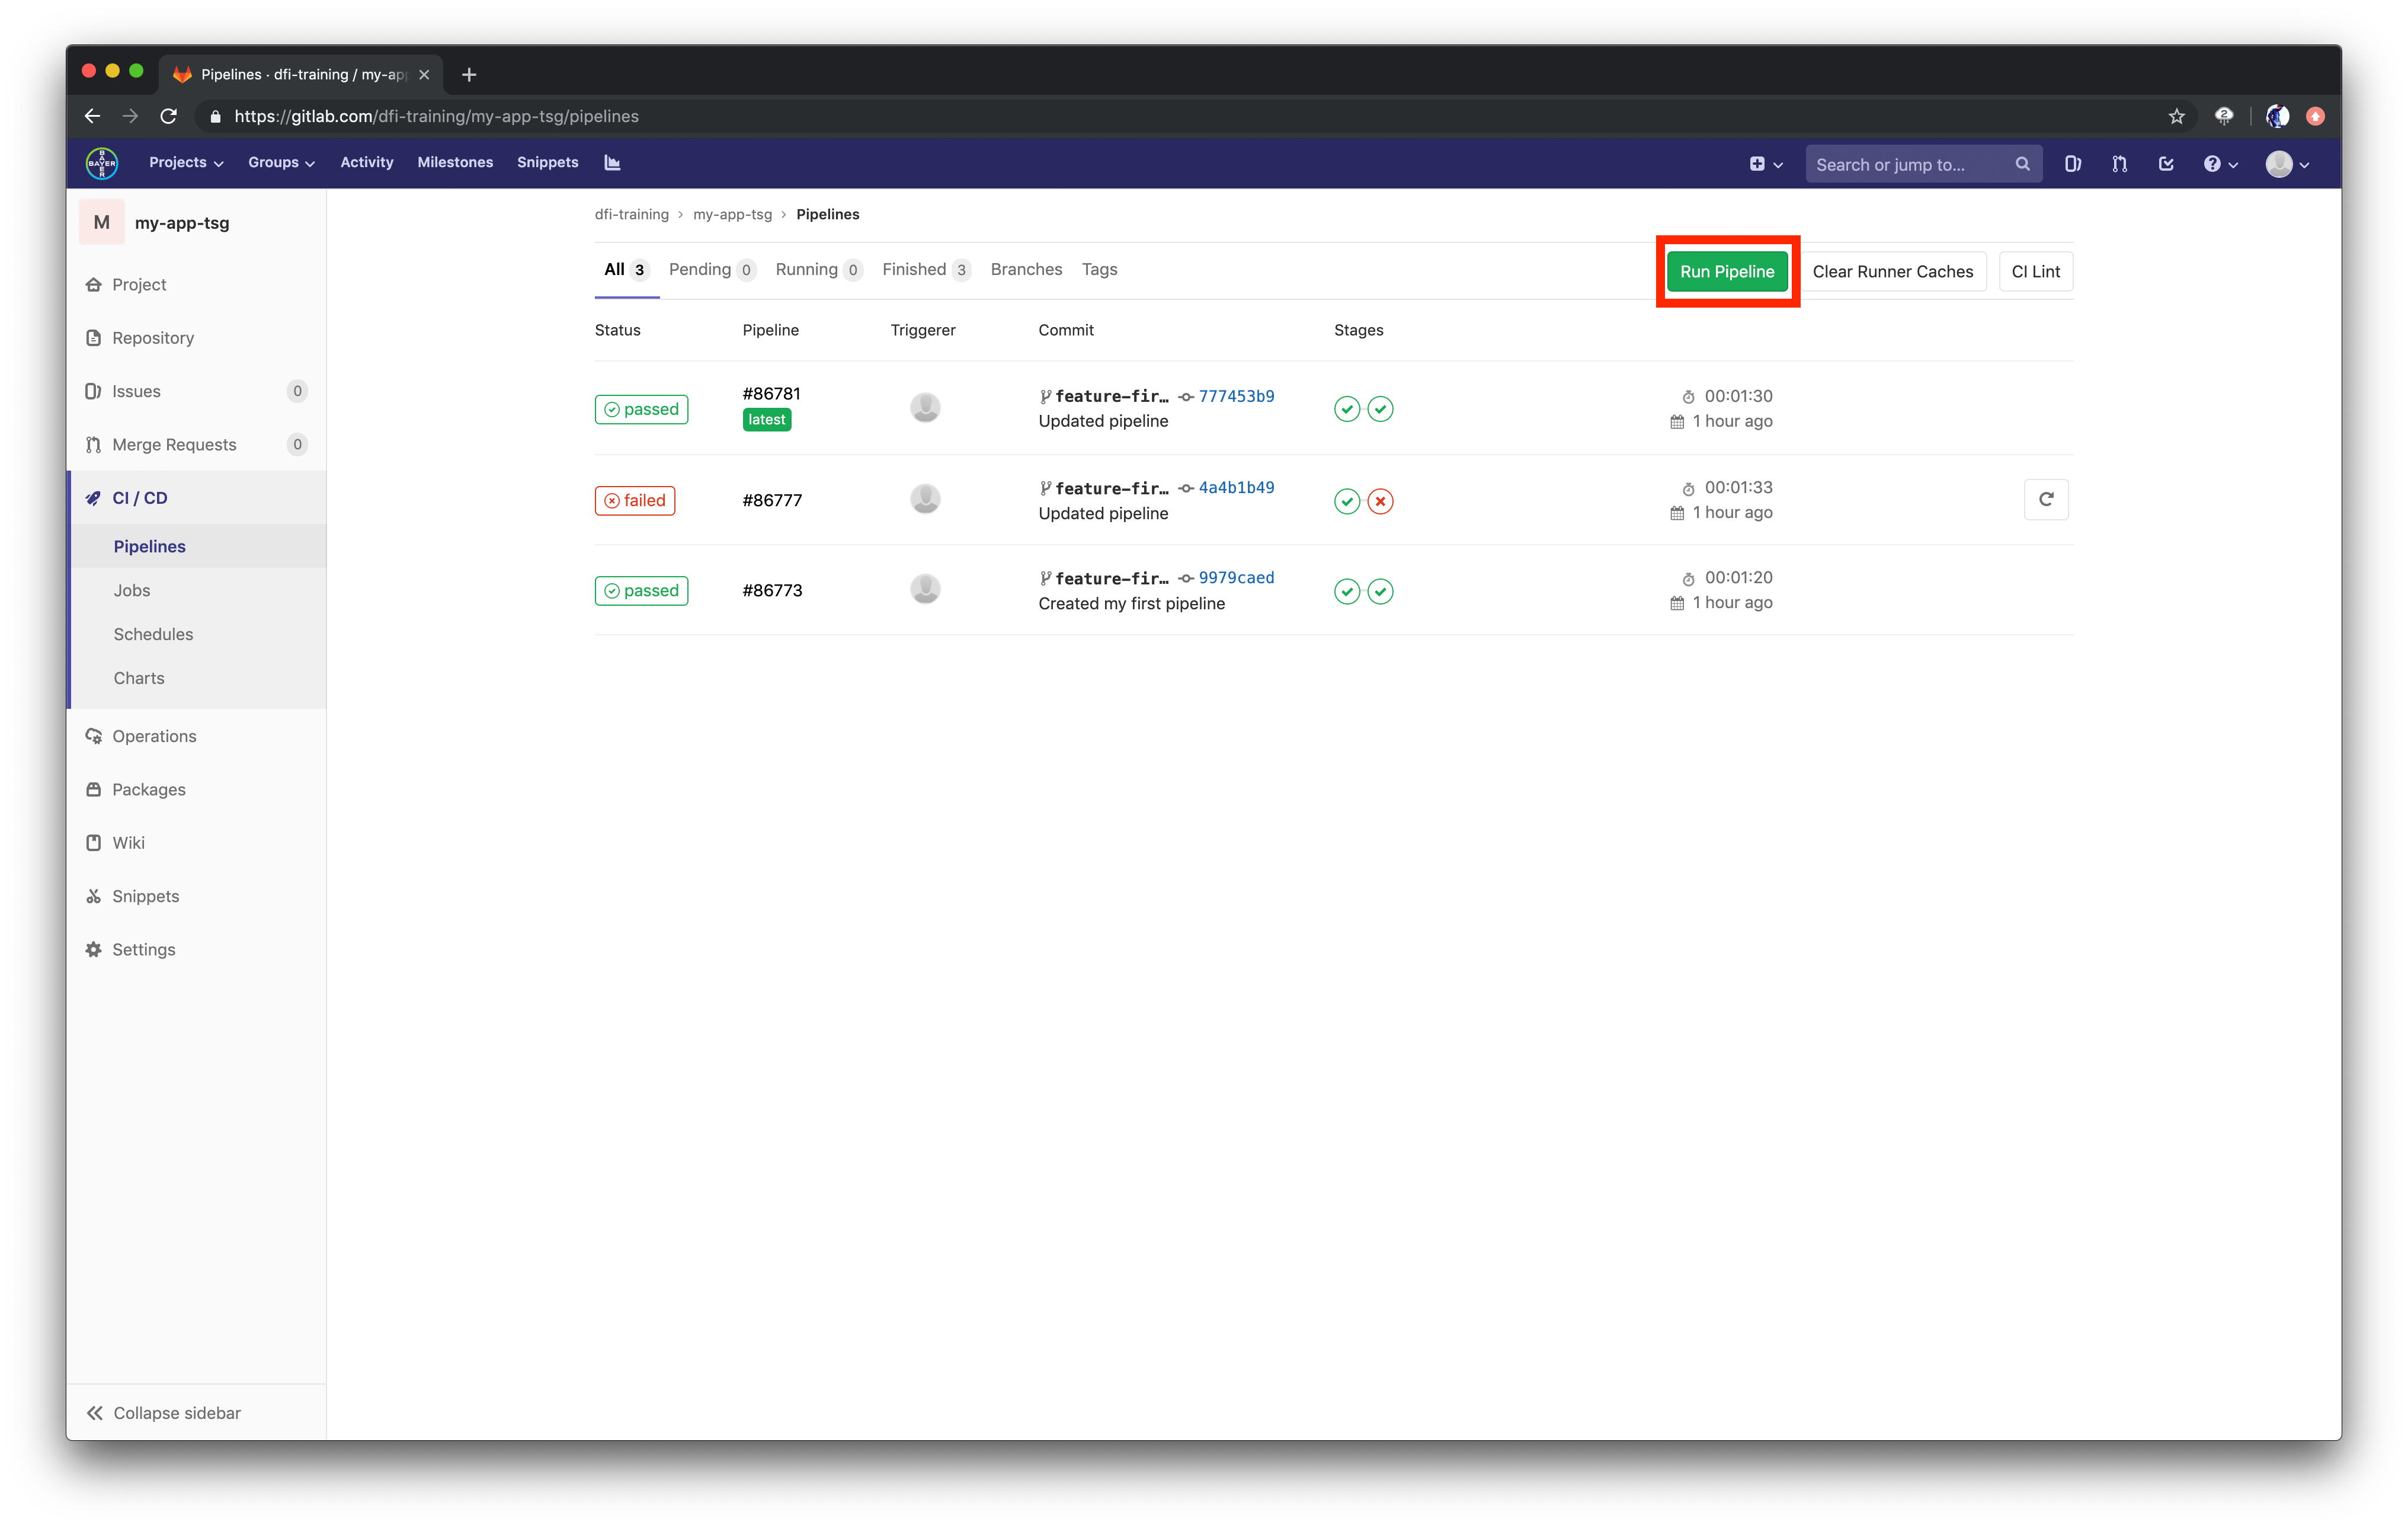 Pipelines · dfi-training / my-app
https://gitlab.com/dfi-training/my-app-tsg/pipelines
BAYER
BAYER
Projects
Groups
Activity
Milestones
Snippets
Search or jump to...
M
my-app-tsg
Project
Repository
Issues 0
Merge Requests 0
CI / CD
Pipelines
Jobs
Schedules
Charts
Operations
Packages
Wiki
Snippets
Settings
Collapse sidebar
dfi-training › my-app-tsg › Pipelines
All 3 Pending 0 Running 0 Finished 3 Branches Tags
Run Pipeline Clear Runner Caches CI Lint
Status Pipeline Triggerer Commit Stages
passed
#86781
latest
feature-fir... 777453b9
Updated pipeline
00:01:30
1 hour ago
failed
#86777
feature-fir... 4a4b1b49
Updated pipeline
00:01:33
1 hour ago
passed
#86773
feature-fir... 9979caed
Created my first pipeline
00:01:20
1 hour ago